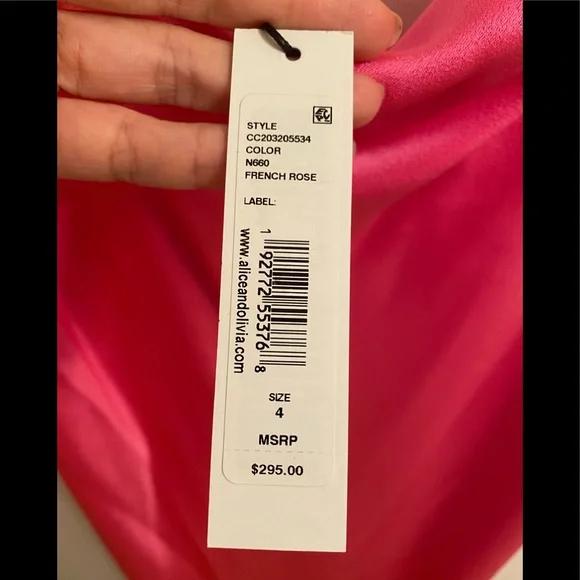 STYLE
CC203205534
COLOR
N660
FRENCH ROSE
LABEL:
1 92772 55376 8
www.aliceandolivia.com
SIZE
4
MSRP
$295.00